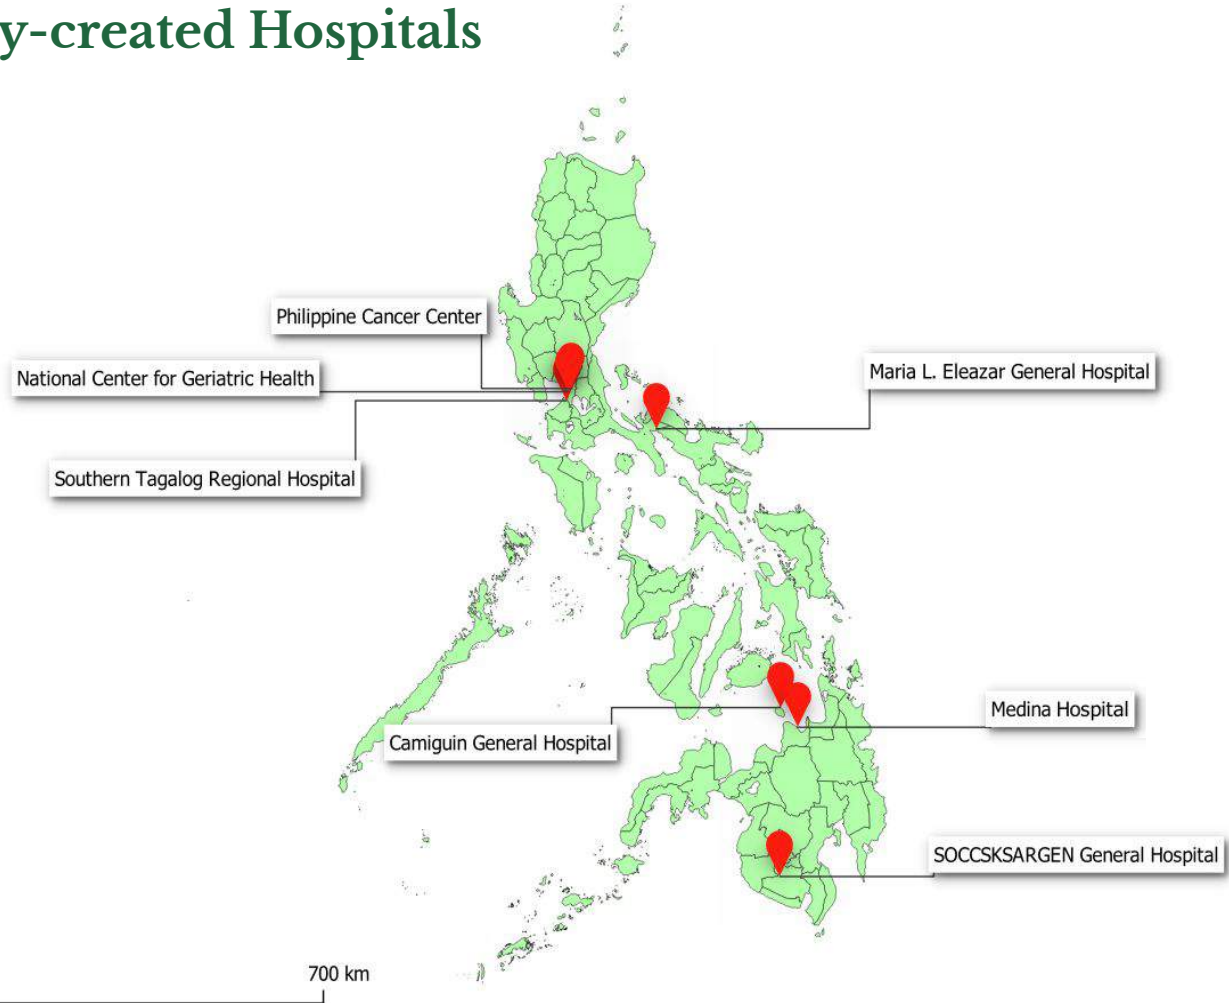 y-created Hospitals
Philippine Cancer Center
National Center for Geriatric Health
Maria L. Eleazar General Hospital
Southern Tagalog Regional Hospital
Medina Hospital
Camiguin General Hospital
SOCCSKSARGEN General Hospital
700 km